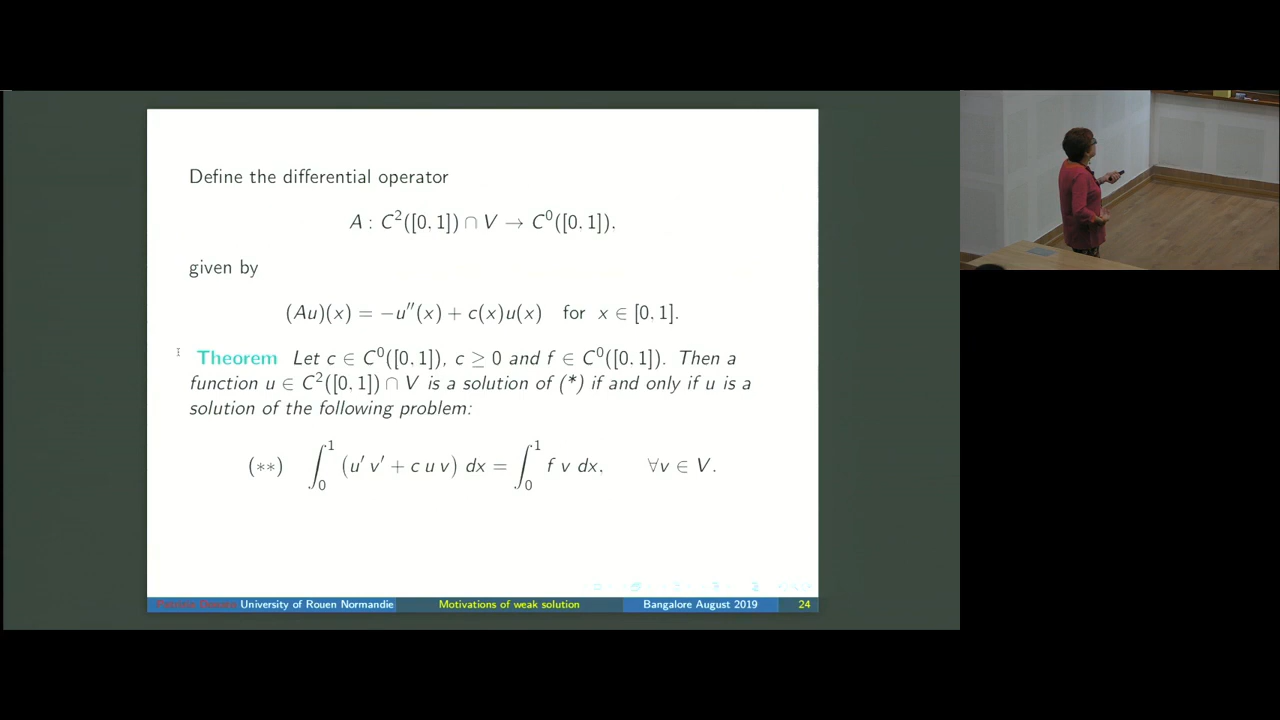 Define the differential operator
A : C²([0, 1]) ∩ V → C⁰([0, 1]).
given by
(Au)(x) = −u″(x) + c(x)u(x) for x ∈ [0, 1].
Theorem Let c ∈ C⁰([0, 1]), c ≥ 0 and f ∈ C⁰([0, 1]). Then a
function u ∈ C²([0, 1]) ∩ V is a solution of (*) if and only if u is a
solution of the following problem:
(∗∗) ∫₀¹ (u′ v′ + c u v) dx = ∫₀¹ f v dx, ∀v ∈ V.
University of Rouen Normandie Motivations of weak solution Bangalore August 2019 24